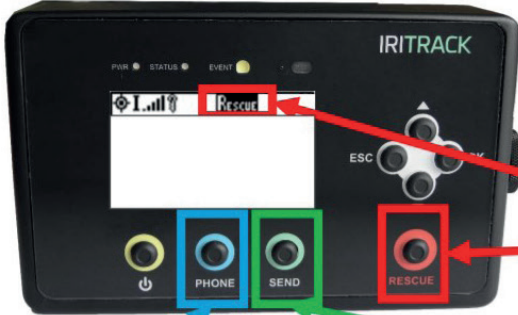 IRITRACK
PWR STATUS EVENT
I RESCUE
ESC
PHONE SEND RESCUE